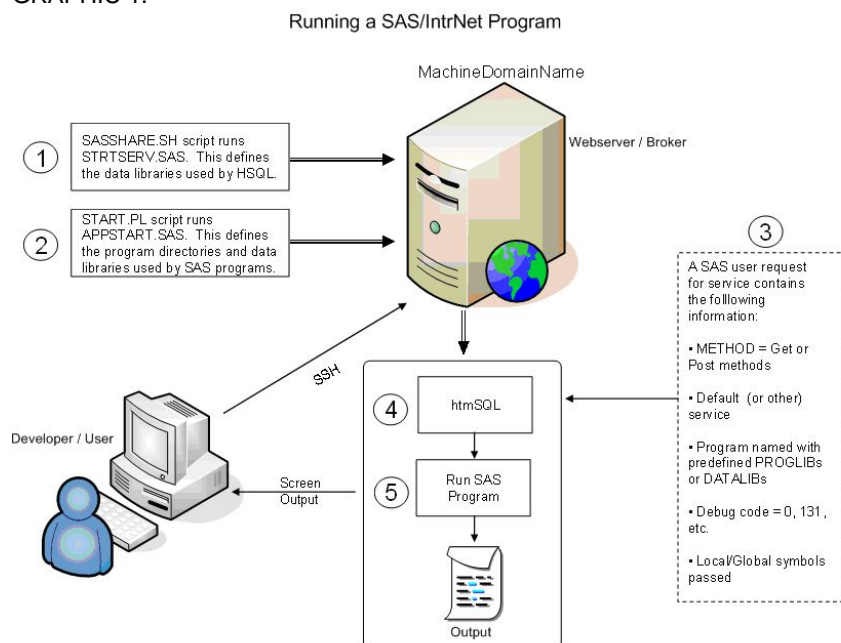 GRAPHIC 1:
Running a SAS/IntrNet Program
MachineDomainName
Webserver / Broker
1
SASSHARE.SH script runs
STRTSERV.SAS. This defines
the data libraries used by HSQL.
2
START.PL script runs
APPSTART.SAS. This defines
the program directories and data
libraries used by SAS programs.
3
A SAS user request
for service contains
the folllowing
information:
▪ METHOD = Get or
Post methods
▪ Default (or other)
service
▪ Program named with
predefined PROGLIBs
or DATALIBs
▪ Debug code = 0, 131,
etc.
▪ Local/Global symbols
passed
SSH
Developer / User
Screen
Output
4
htmSQL
5
Run SAS
Program
Output